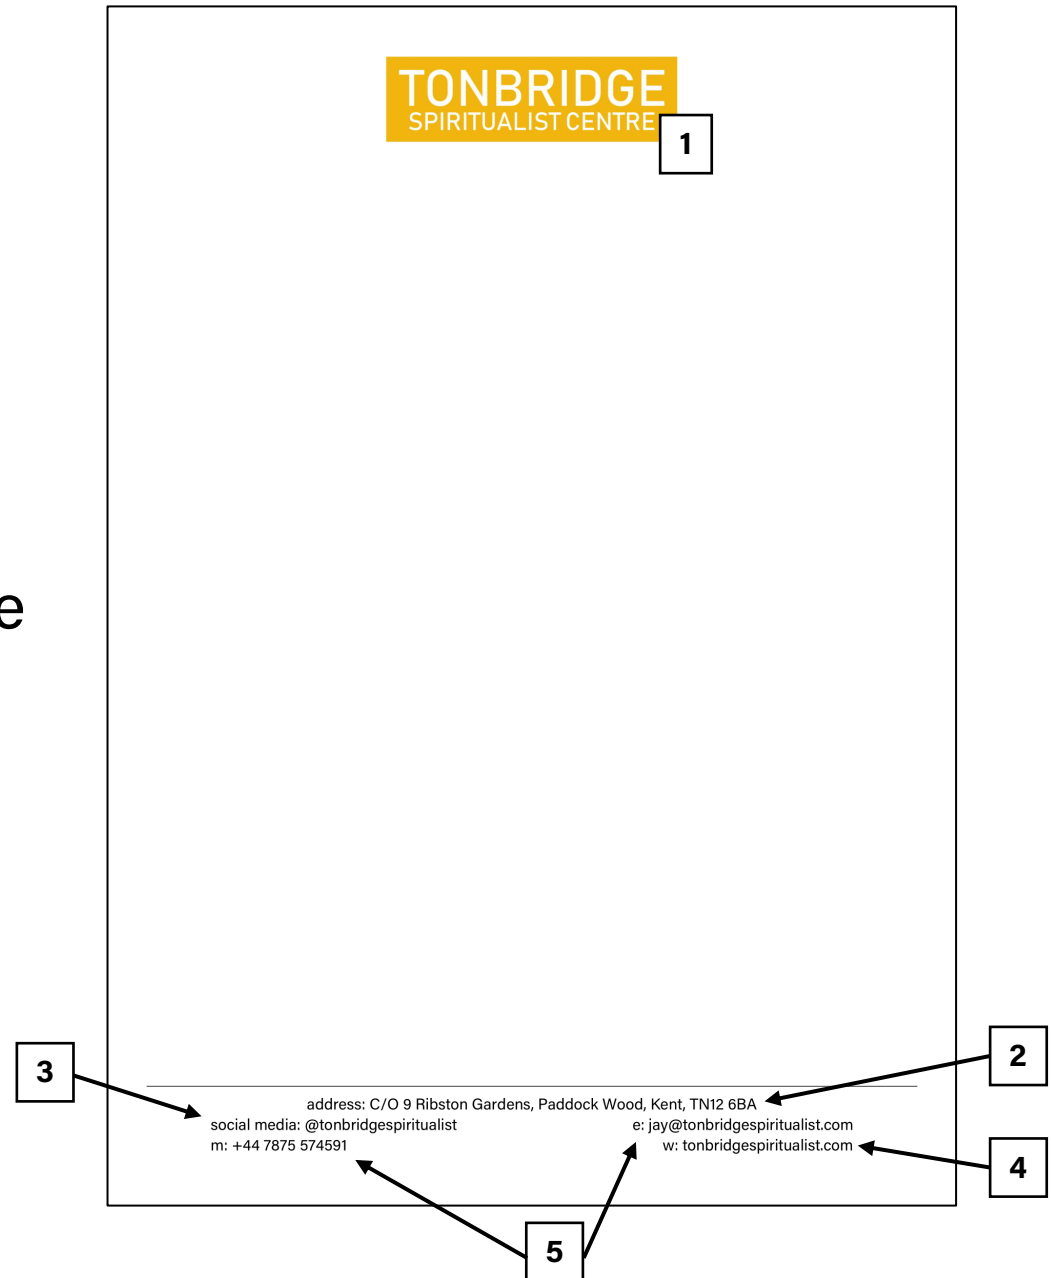 TONBRIDGE
SPIRITUALIST CENTRE
1
e
3
2
address: C/O 9 Ribston Gardens, Paddock Wood, Kent, TN12 6BA
social media: @tonbridgespiritualist
e: jay@tonbridgespiritualist.com
m: +44 7875 574591
w: tonbridgespiritualist.com
4
5